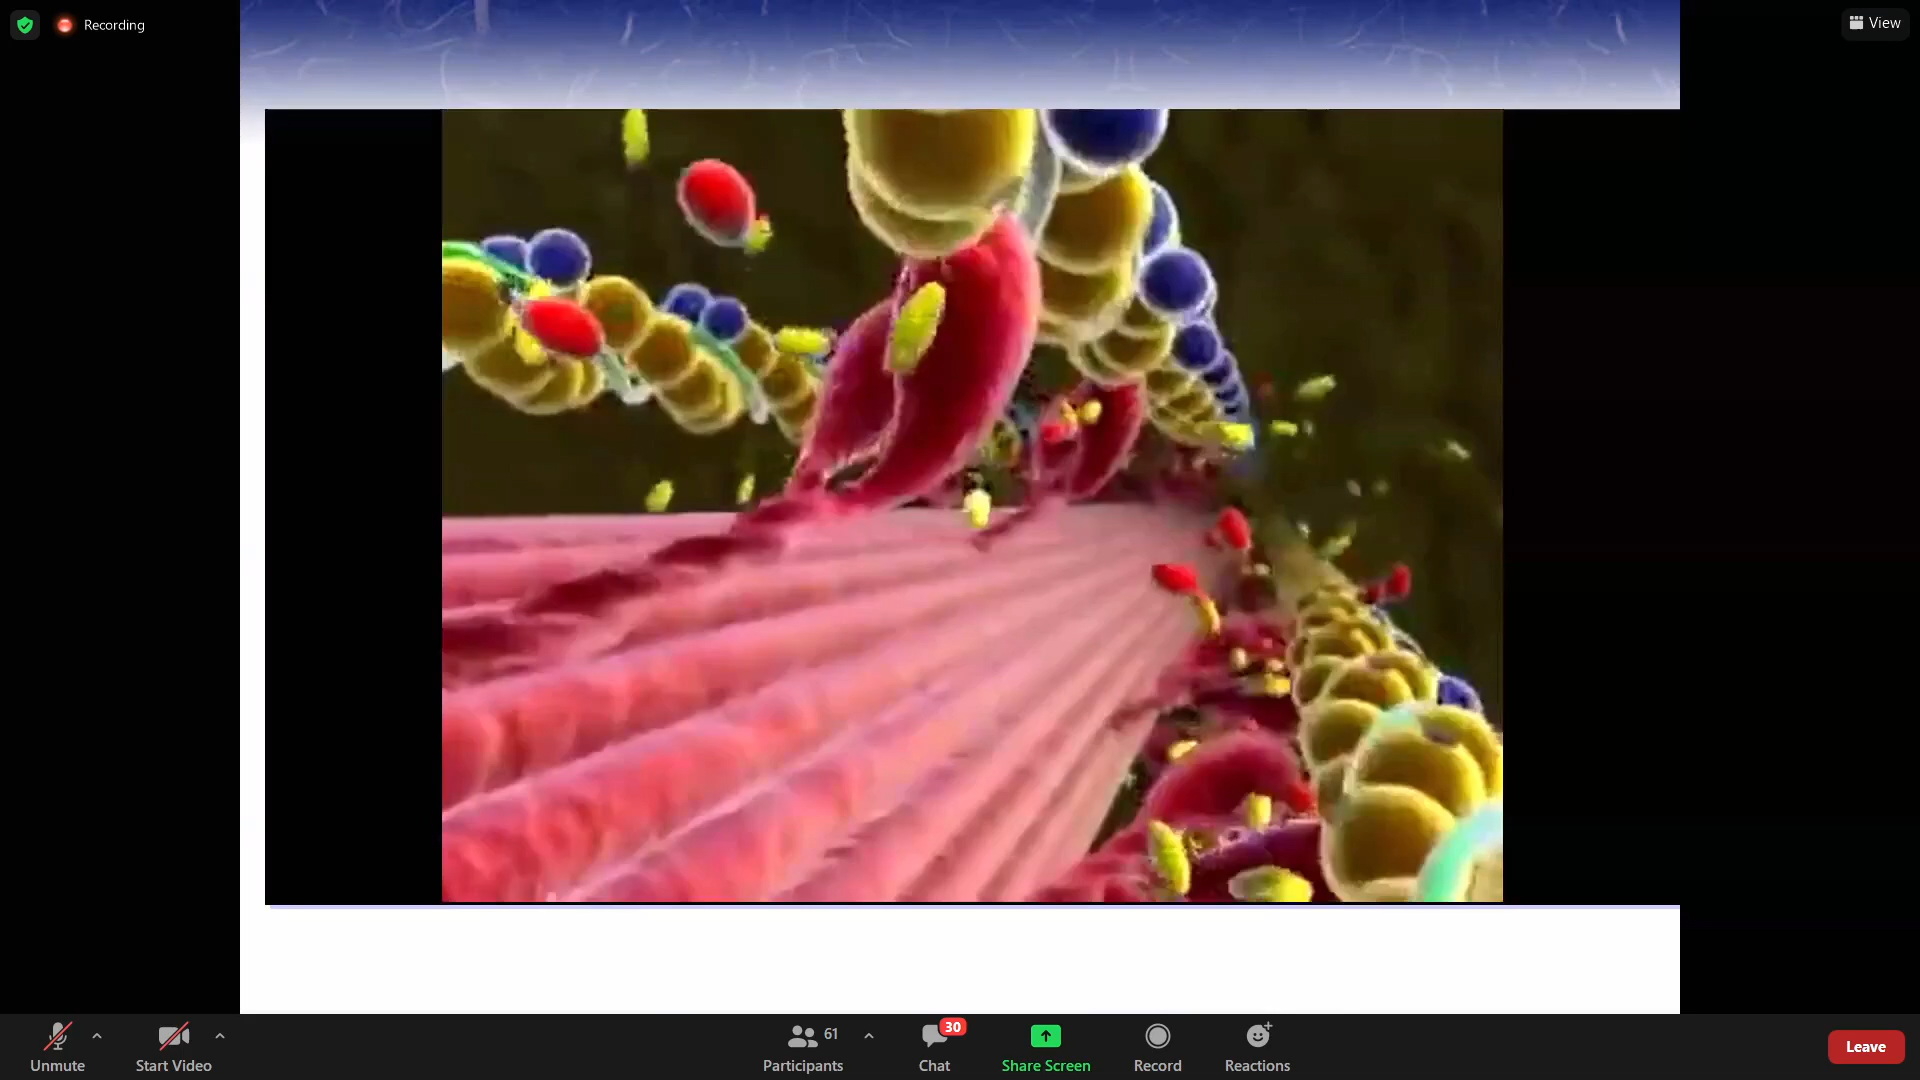 Recording
View
Unmute
Start Video
61
Participants
30
Chat
Share Screen
Record
Reactions
Leave